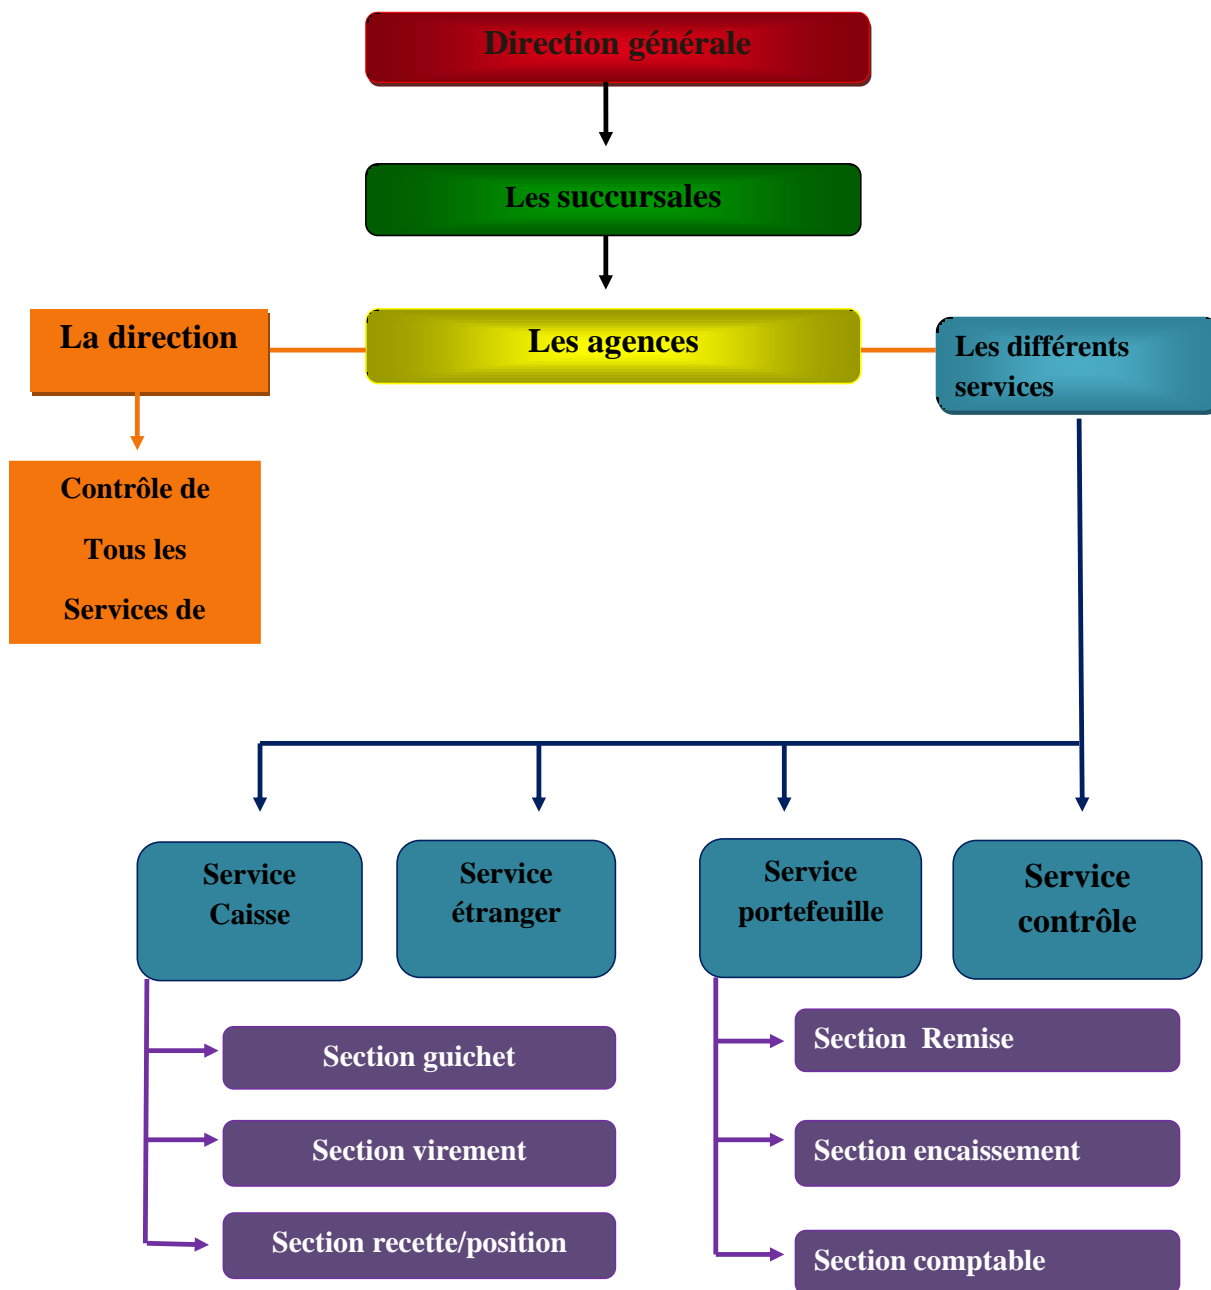 Direction générale
Les succursales
La direction
Les agences
Les différents
services
Contrôle de
Tous les
Services de
Service
Caisse
Service
étranger
Service
portefeuille
Service
contrôle
Section guichet
Section virement
Section recette/position
Section Remise
Section encaissement
Section comptable